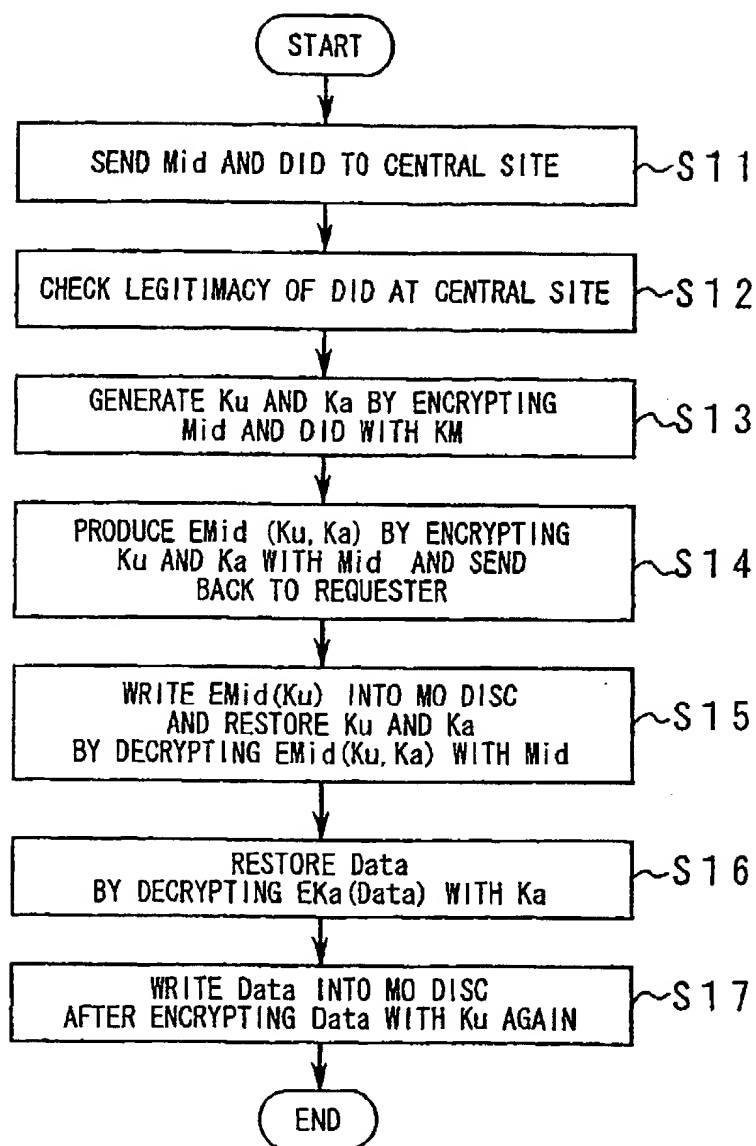 START
SEND Mid AND DID TO CENTRAL SITE
S11
CHECK LEGITIMACY OF DID AT CENTRAL SITE
S12
GENERATE Ku AND Ka BY ENCRYPTING
Mid AND DID WITH KM
S13
PRODUCE EMid (Ku, Ka) BY ENCRYPTING
Ku AND Ka WITH Mid AND SEND
BACK TO REQUESTER
S14
WRITE EMid(Ku) INTO MO DISC
AND RESTORE Ku AND Ka
BY DECRYPTING EMid(Ku, Ka) WITH Mid
S15
RESTORE Data
BY DECRYPTING EKa(Data) WITH Ka
S16
WRITE Data INTO MO DISC
AFTER ENCRYPTING Data WITH Ku AGAIN
S17
END